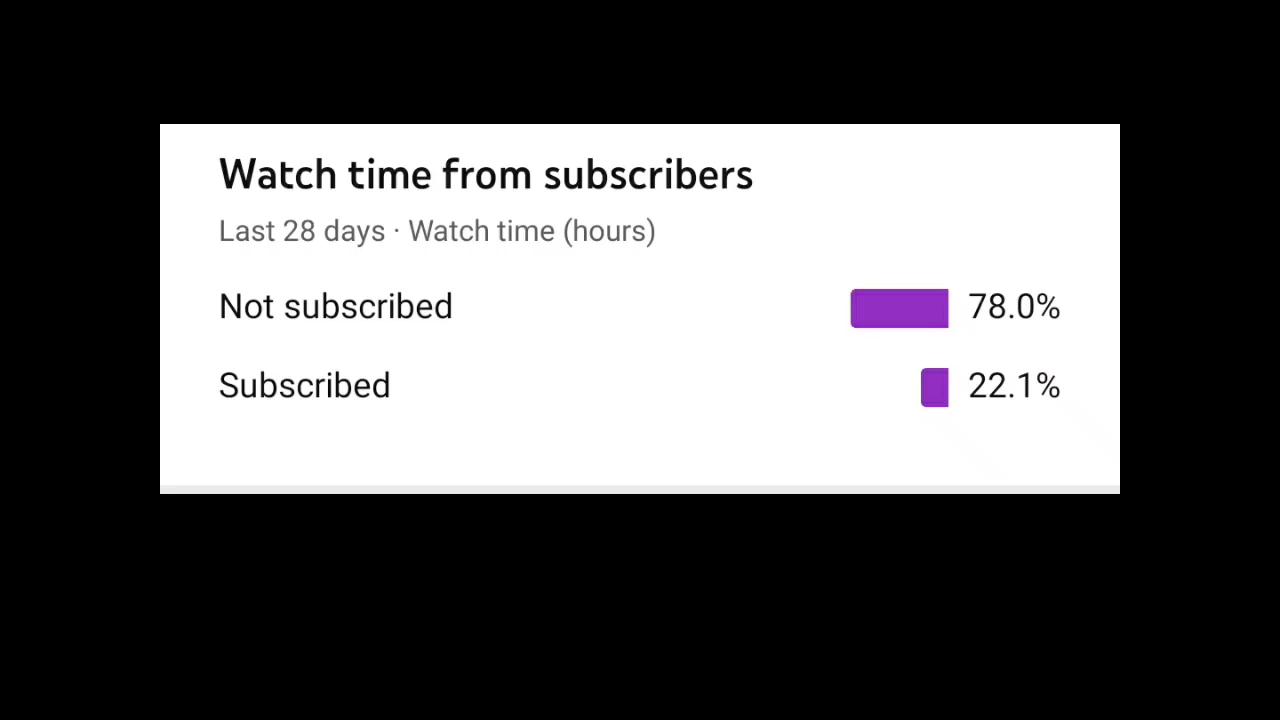 Watch time from subscribers
Last 28 days · Watch time (hours)
Not subscribed 78.0%
Subscribed 22.1%